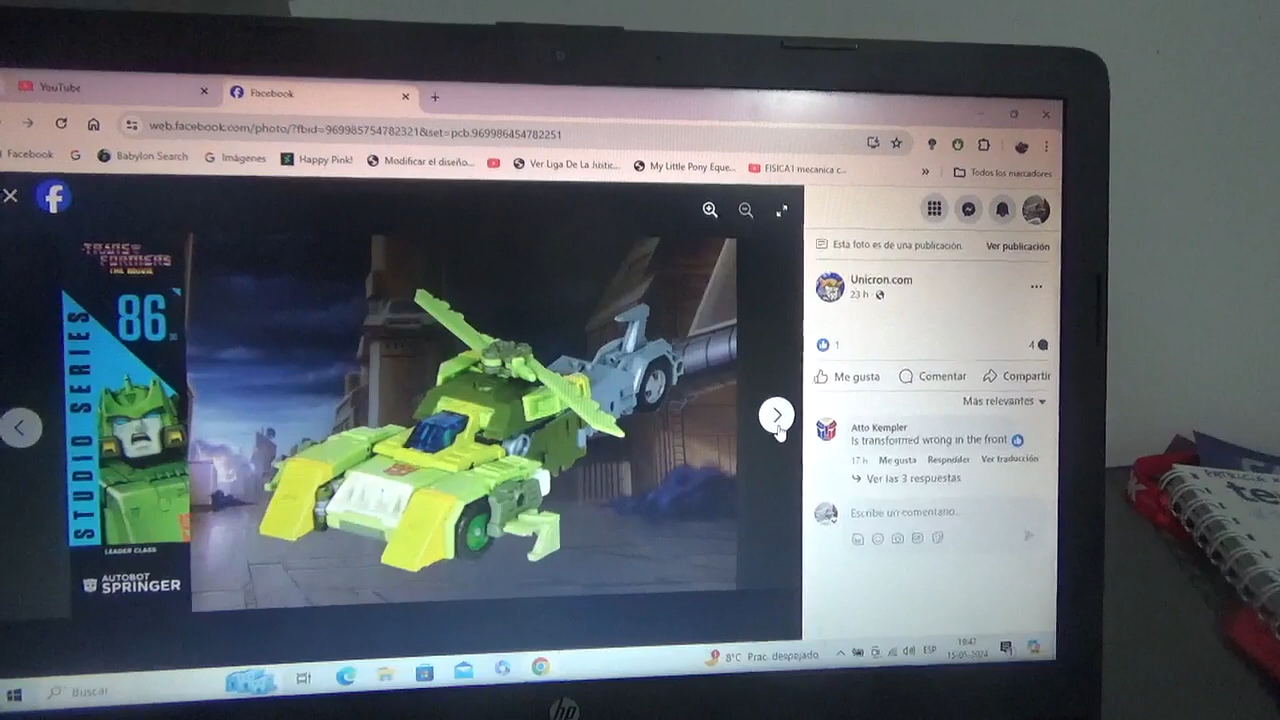 YouTube
Facebook
web.facebook.com/photo/?fbid=969985754782321&set=pcb.969986454782251
Facebook
Babylon Search
Imágenes
Happy Pink!
Modificar el diseño...
Ver Liga De La Justic...
My Little Pony Eque...
FISICA1 mecanica c...
Todos los marcadores
TRANSFORMERS
THE MOVIE
86
STUDIO SERIES
LEADER CLASS
AUTOBOT
SPRINGER
Esta foto es de una publicación.
Ver publicación
Unicron.com
23 h
1
4
Me gusta
Comentar
Compartir
Más relevantes
Atto Kempler
Is transformed wrong in the front
17 h Me gusta Responder Ver traducción
Ver las 3 respuestas
Escribe un comentario...
Buscar
8°C Prac. despejado
ESP
19:47
15-05-2024
hp